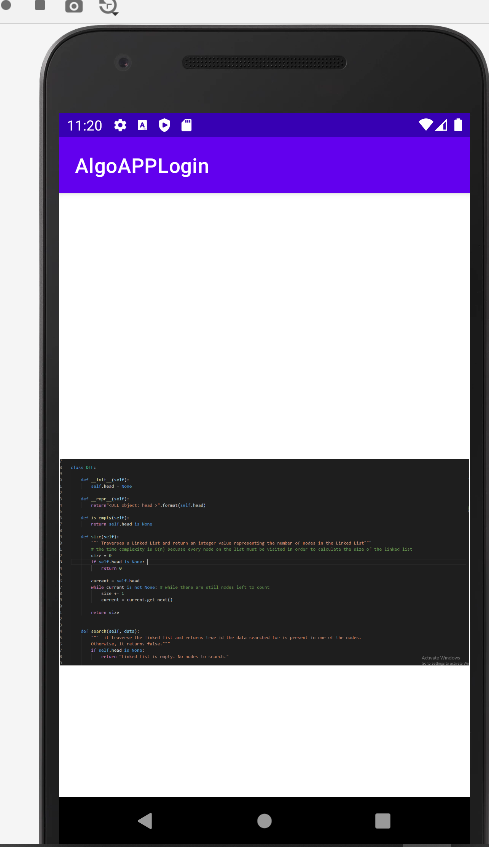 11:20
A
AlgoAPPLogin
class
def __init__(self):
self.head = None
def __repr__(self):
return"<SLL object: head >".format(self.head)
def is_empty(self):
return self.head is None
def size(self):
""" Traverses a Linked List and return an integer value representing the number of nodes in the Linked List"""
# The time complexity is O(n) because every node on the list must be visited in order to calculate the size of the linked list
size = 0
if self.head is None:
return 0
current = self.head
while current is not None: # While there are still nodes left to count
size += 1
current = current.get_next()
return size
def search(self, data):
traverse the linked List and returns true if the data searched for is present in one of the nodes.
Otherwise, it returns false."""
if self.head is None:
return "Linked List is empty. No nodes to search."
Activate Windows